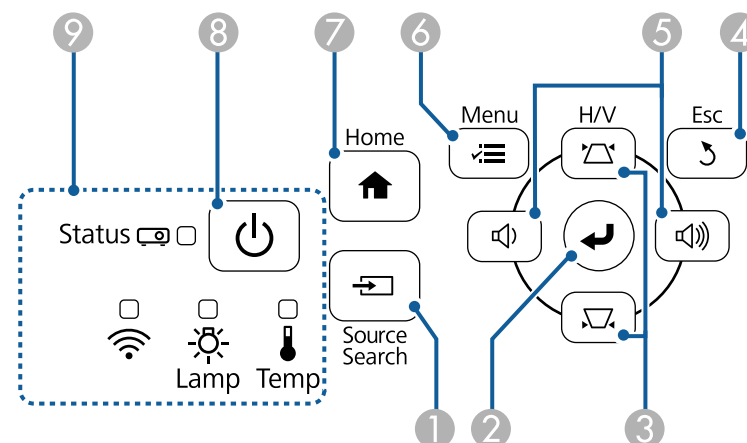 9 8 7 6 5 4
Menu H/V Esc
Home
Status
Source
Search
Lamp Temp
1 2 3